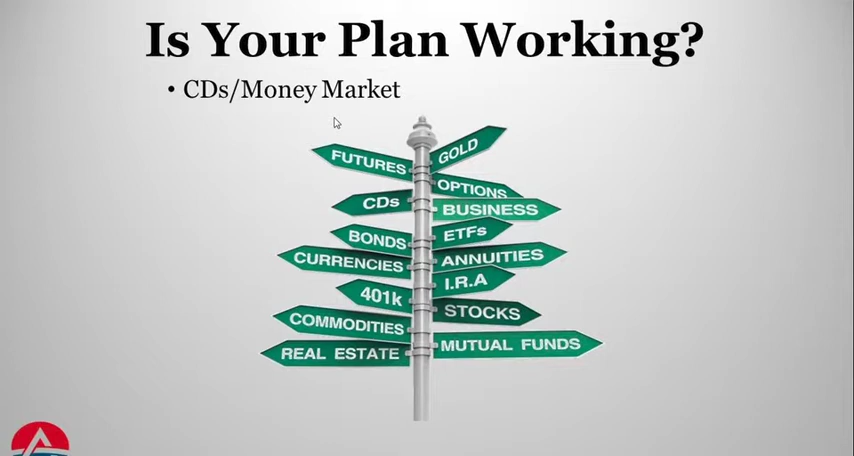 Is Your Plan Working?
• CDs/Money Market
FUTURES
GOLD
OPTIONS
CDs
BUSINESS
BONDS
ETFs
CURRENCIES
ANNUITIES
I.R.A
401k
STOCKS
COMMODITIES
REAL ESTATE
MUTUAL FUNDS